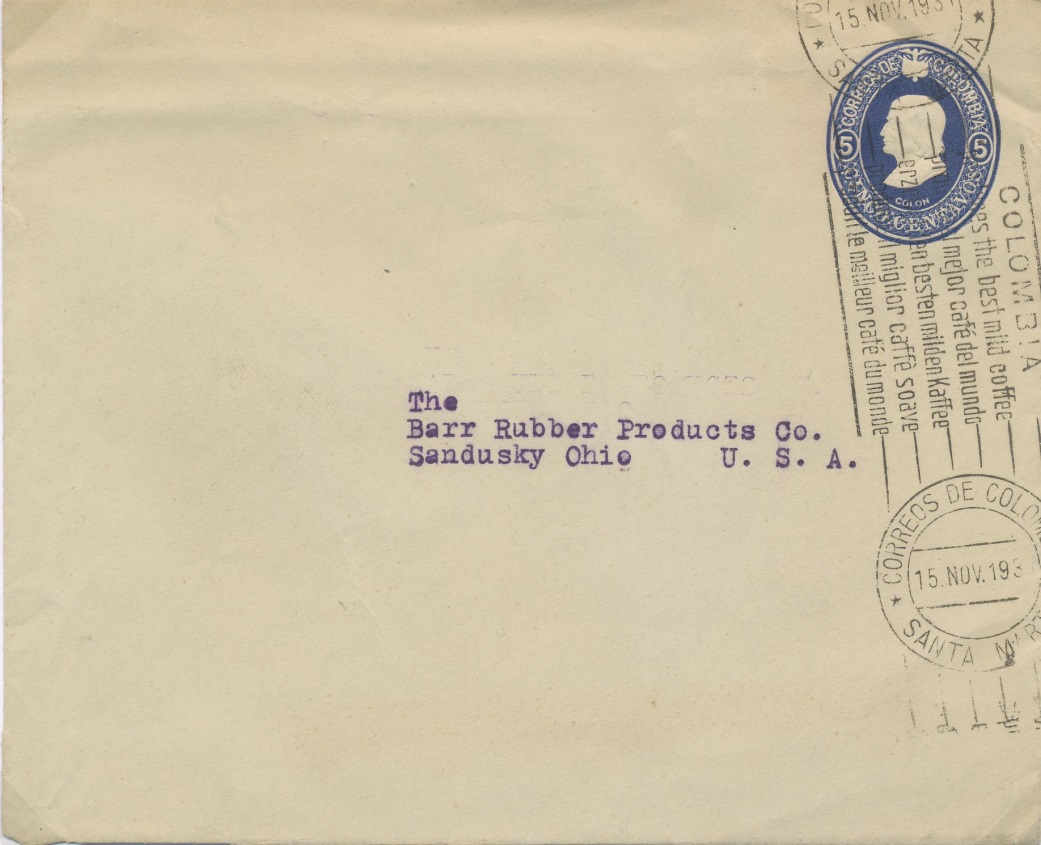 15.NOV.193
CORREOS DE COLOMBIA
5 5
CINCO CENTAVOS
COLON
COLOMBIA
the best mild coffee
mejor café del mundo
besten milden Kaffee
miglior caffè soave
le meilleur café du monde
The
Barr Rubber Products Co.
Sandusky Ohio U. S. A.
CORREOS DE
15.NOV.193
SANTA